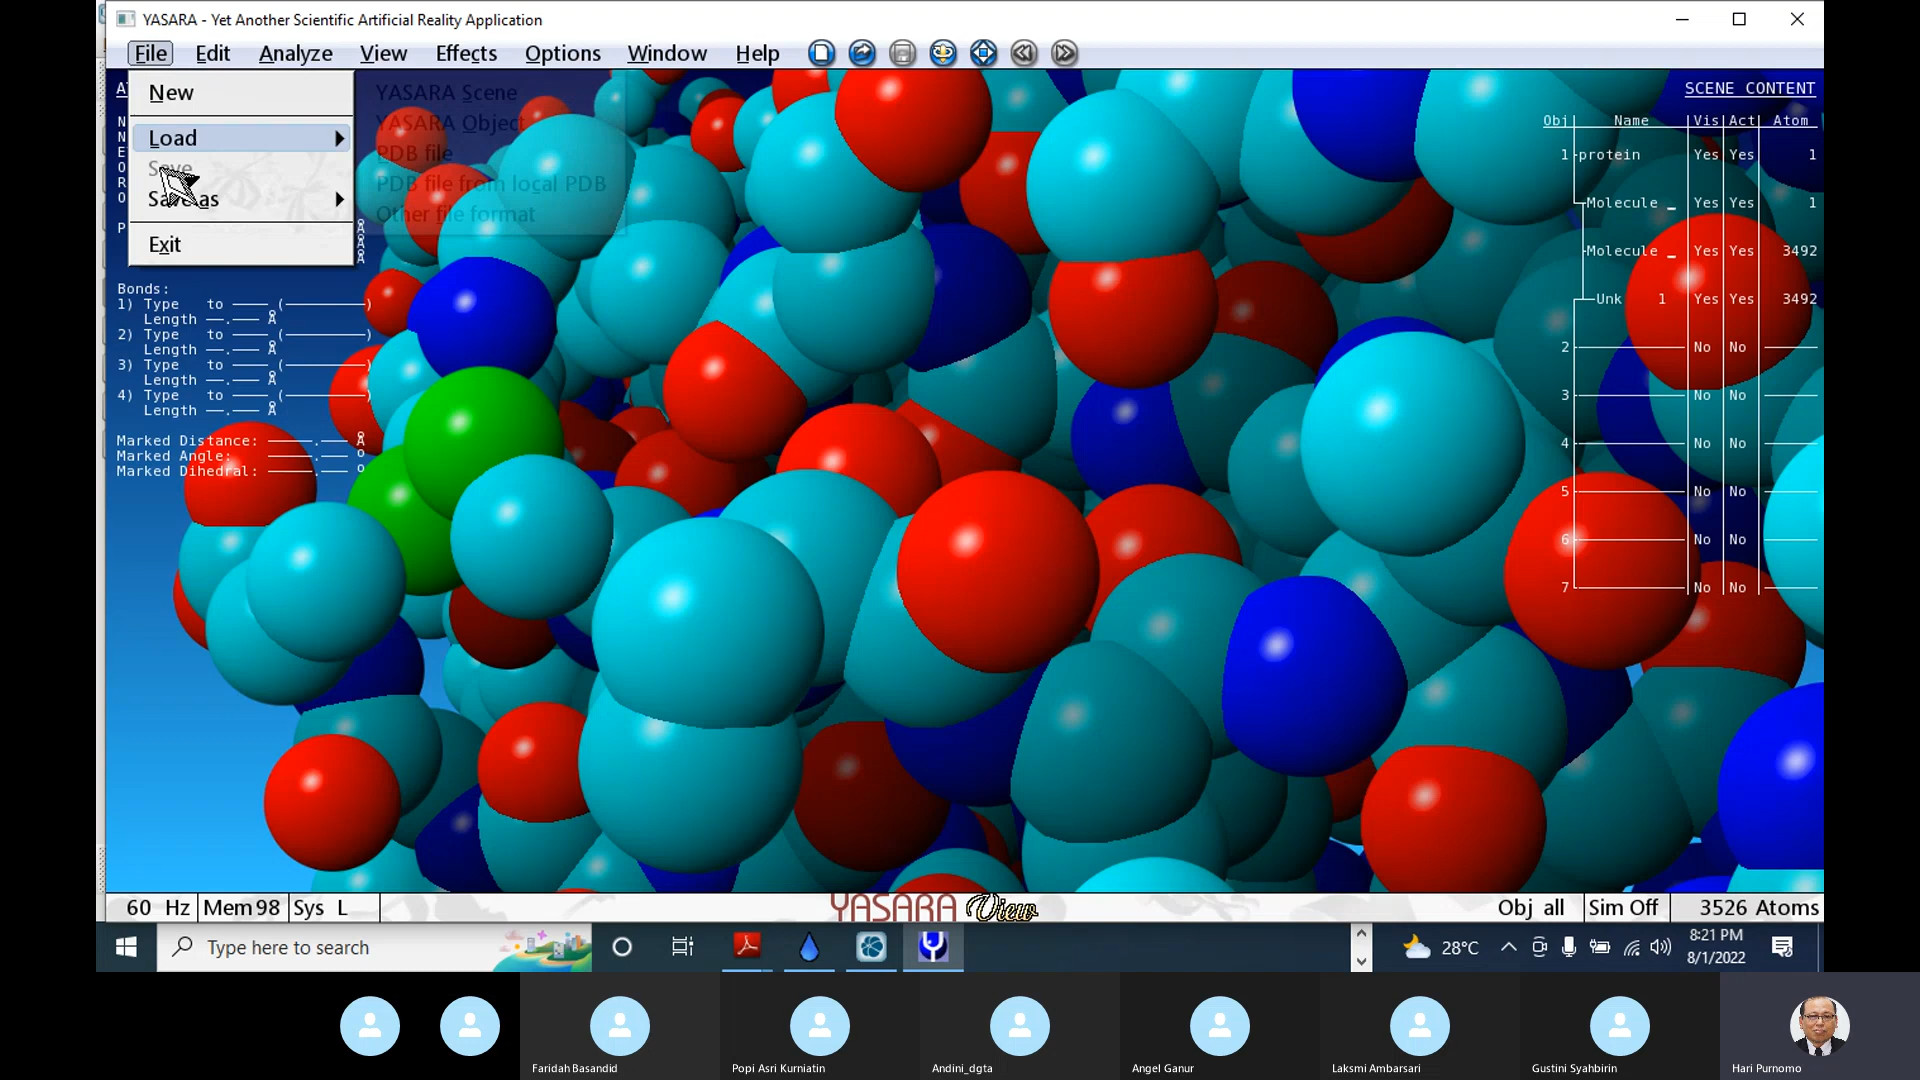 YASARA - Yet Another Scientific Artificial Reality Application
File Edit Analyze View Effects Options Window Help
New
Load
Save
Save as
Exit
YASARA Scene
YASARA Object
PDB file
PDB file from local PDB
Other file format
Bonds:
1) Type to
Length Å
2) Type to
Length Å
3) Type to
Length Å
4) Type to
Length Å
Marked Distance: Å
Marked Angle: °
Marked Dihedral: °
SCENE CONTENT
Obj Name Vis Act Atom
1 protein Yes Yes 1
Molecule _ Yes Yes 1
Molecule _ Yes Yes 3492
Unk 1 Yes Yes 3492
2 No No
3 No No
4 No No
5 No No
6 No No
7 No No
60 Hz Mem 98 Sys L YASARA View Obj all Sim Off 3526 Atoms
Type here to search 28°C 8:21 PM
8/1/2022
Faridah Basandid Popi Asri Kurniatin Andini_dgta Angel Ganur Laksmi Ambarsari Gustini Syahbirin Hari Purnomo